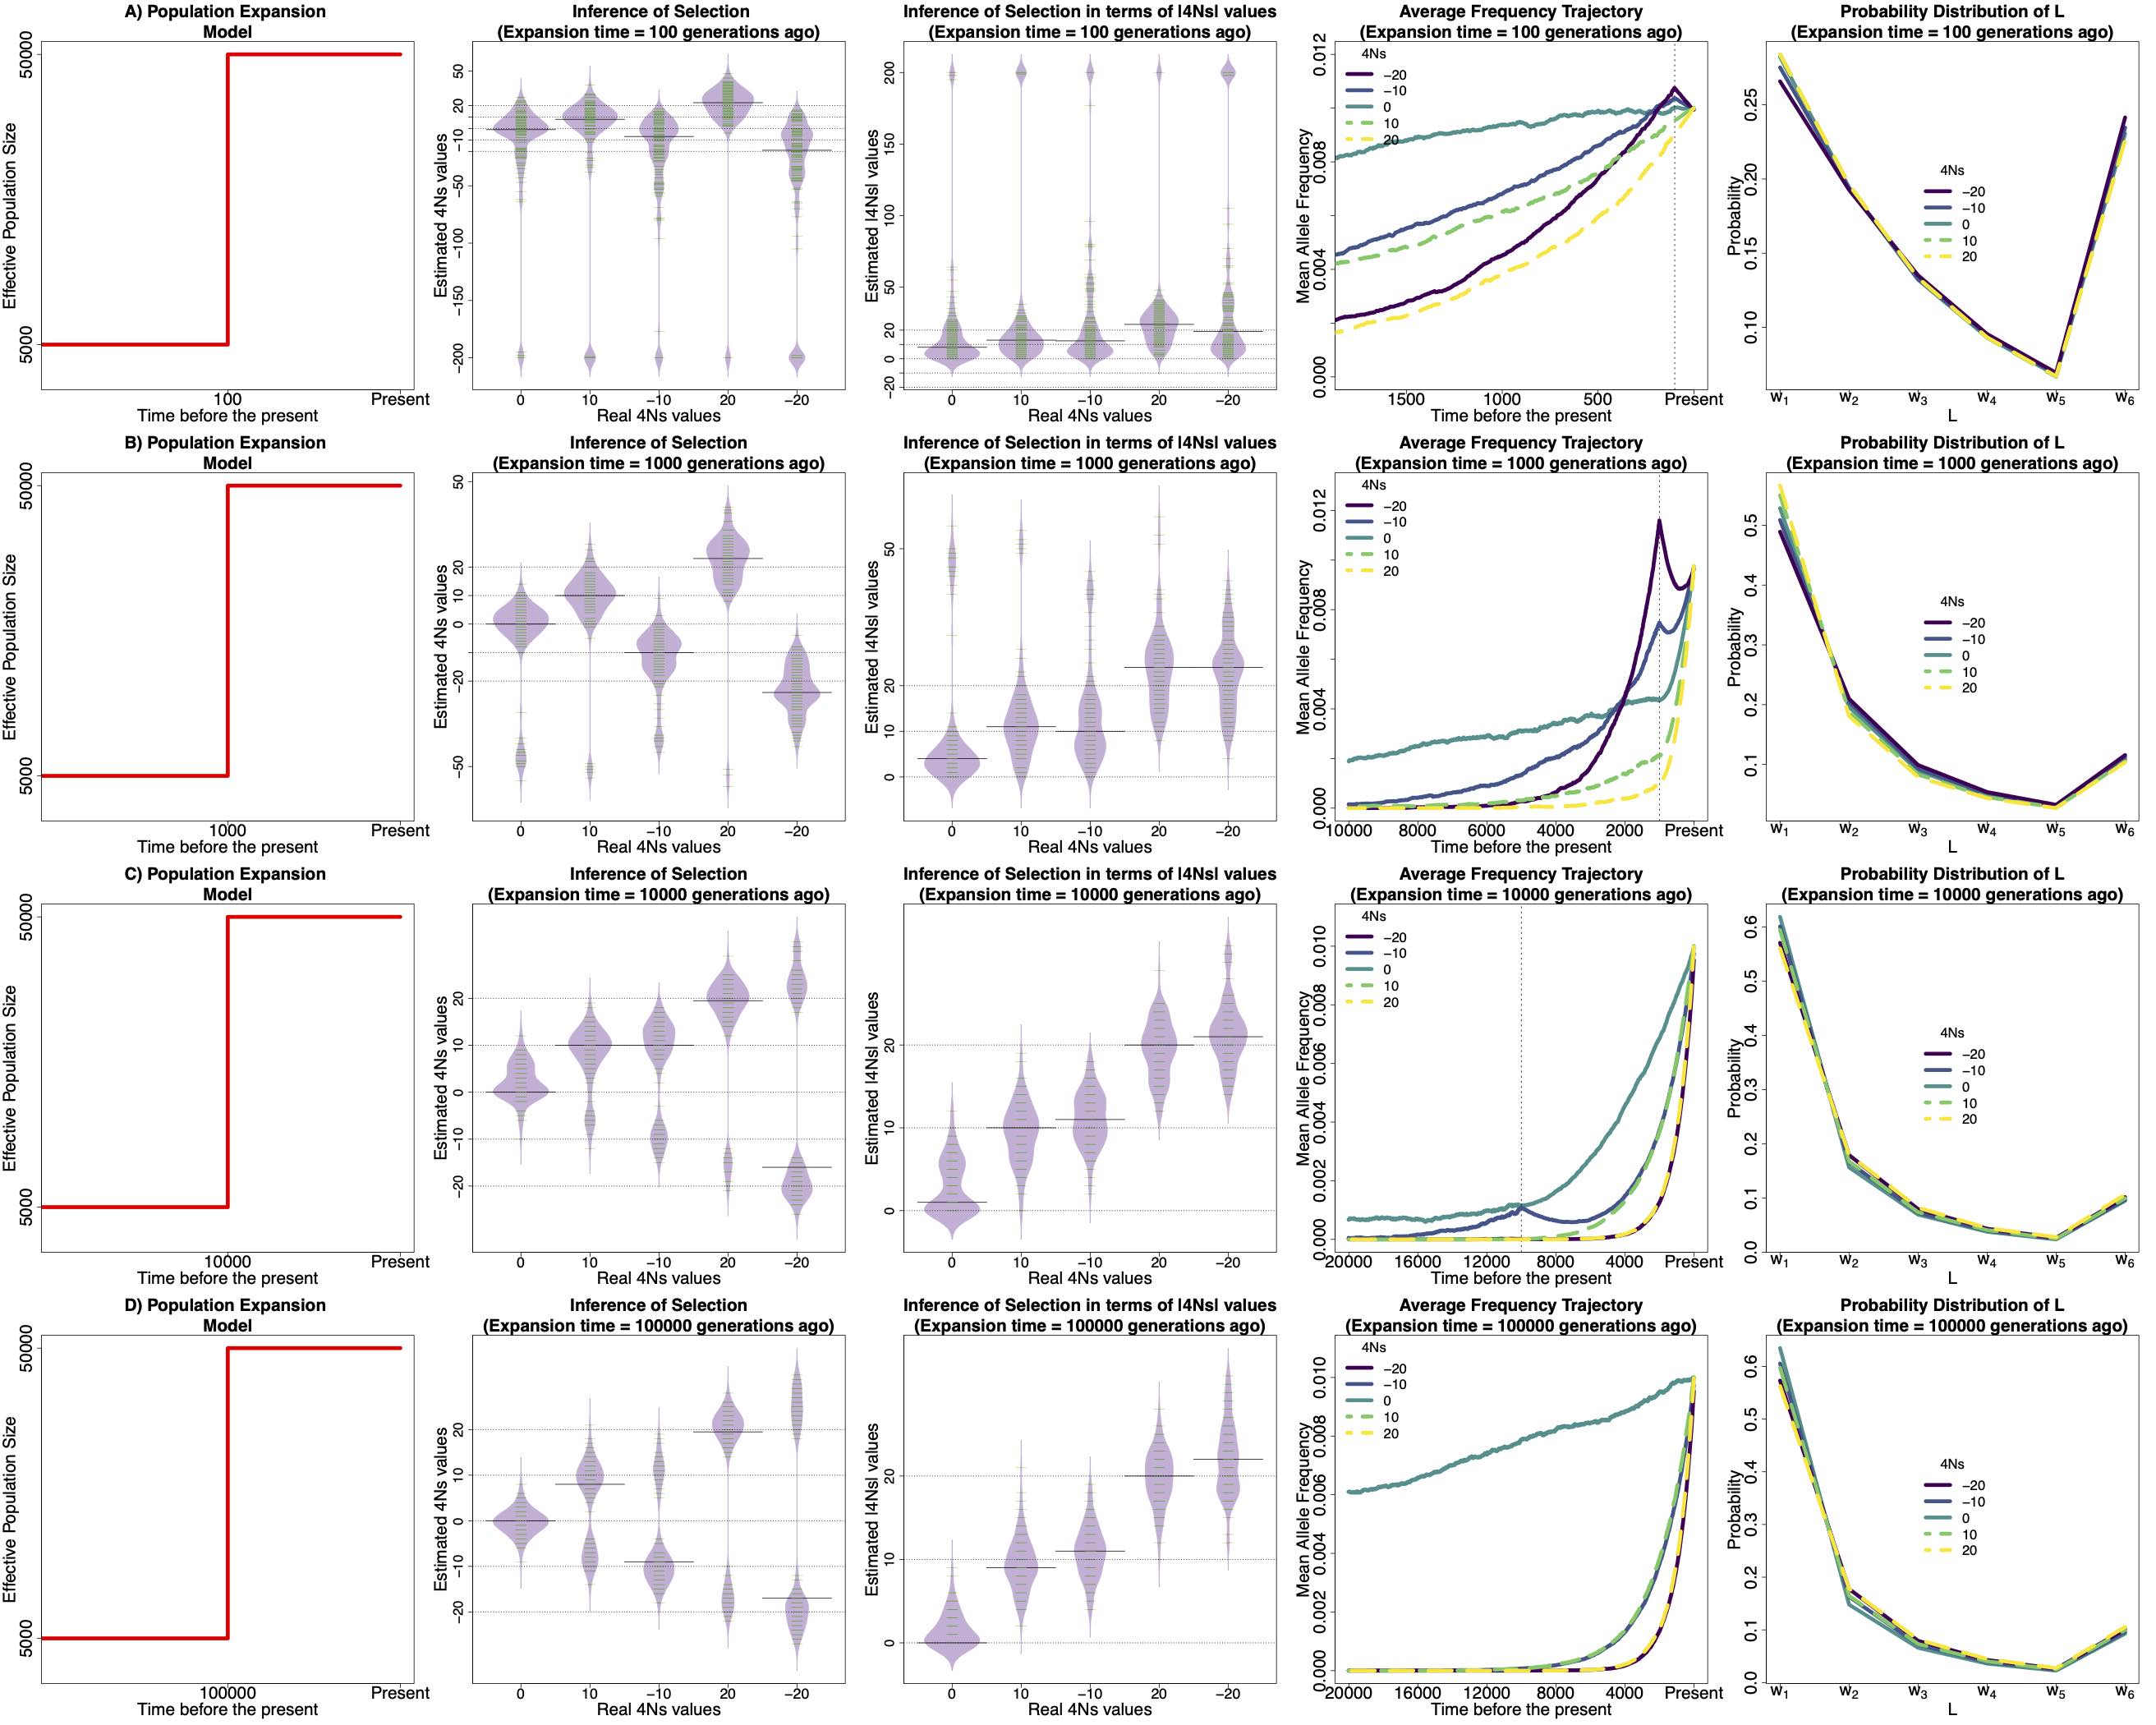 A) Population Expansion
Model
Effective Population Size
50000
5000
100
Present
Time before the present
Inference of Selection
(Expansion time = 100 generations ago)
Estimated 4Ns values
50
20
−10
−50
−100
−150
−200
0 10 −10 20 −20
Real 4Ns values
Inference of Selection in terms of |4Ns| values
(Expansion time = 100 generations ago)
Estimated |4Ns| values
200
150
100
50
20
0
−20
0 10 −10 20 −20
Real 4Ns values
Average Frequency Trajectory
(Expansion time = 100 generations ago)
Mean Allele Frequency
0.012
0.008
0.004
0.000
4Ns
−20
−10
0
10
20
1500 1000 500 Present
Time before the present
Probability Distribution of L
(Expansion time = 100 generations ago)
Probability
0.25
0.20
0.15
0.10
4Ns
−20
−10
0
10
20
w1 w2 w3 w4 w5 w6
L
B) Population Expansion
Model
Effective Population Size
50000
5000
1000
Present
Time before the present
Inference of Selection
(Expansion time = 1000 generations ago)
Estimated 4Ns values
50
20
10
0
−20
−50
0 10 −10 20 −20
Real 4Ns values
Inference of Selection in terms of |4Ns| values
(Expansion time = 1000 generations ago)
Estimated |4Ns| values
50
20
10
0
0 10 −10 20 −20
Real 4Ns values
Average Frequency Trajectory
(Expansion time = 1000 generations ago)
Mean Allele Frequency
0.012
0.008
0.004
0.000
4Ns
−20
−10
0
10
20
10000 8000 6000 4000 2000 Present
Time before the present
Probability Distribution of L
(Expansion time = 1000 generations ago)
Probability
0.5
0.4
0.3
0.2
0.1
4Ns
−20
−10
0
10
20
w1 w2 w3 w4 w5 w6
L
C) Population Expansion
Model
Effective Population Size
50000
5000
10000
Present
Time before the present
Inference of Selection
(Expansion time = 10000 generations ago)
Estimated 4Ns values
20
10
0
−10
−20
0 10 −10 20 −20
Real 4Ns values
Inference of Selection in terms of |4Ns| values
(Expansion time = 10000 generations ago)
Estimated |4Ns| values
20
10
0
0 10 −10 20 −20
Real 4Ns values
Average Frequency Trajectory
(Expansion time = 10000 generations ago)
Mean Allele Frequency
0.010
0.008
0.006
0.004
0.002
0.000
4Ns
−20
−10
0
10
20
20000 16000 12000 8000 4000 Present
Time before the present
Probability Distribution of L
(Expansion time = 10000 generations ago)
Probability
0.6
0.5
0.4
0.3
0.2
0.1
0.0
4Ns
−20
−10
0
10
20
w1 w2 w3 w4 w5 w6
L
D) Population Expansion
Model
Effective Population Size
50000
5000
100000
Present
Time before the present
Inference of Selection
(Expansion time = 100000 generations ago)
Estimated 4Ns values
20
10
0
−10
−20
0 10 −10 20 −20
Real 4Ns values
Inference of Selection in terms of |4Ns| values
(Expansion time = 100000 generations ago)
Estimated |4Ns| values
20
10
0
0 10 −10 20 −20
Real 4Ns values
Average Frequency Trajectory
(Expansion time = 100000 generations ago)
Mean Allele Frequency
0.010
0.008
0.006
0.004
0.002
0.000
4Ns
−20
−10
0
10
20
20000 16000 12000 8000 4000 Present
Time before the present
Probability Distribution of L
(Expansion time = 100000 generations ago)
Probability
0.6
0.5
0.4
0.3
0.2
0.1
0.0
4Ns
−20
−10
0
10
20
w1 w2 w3 w4 w5 w6
L